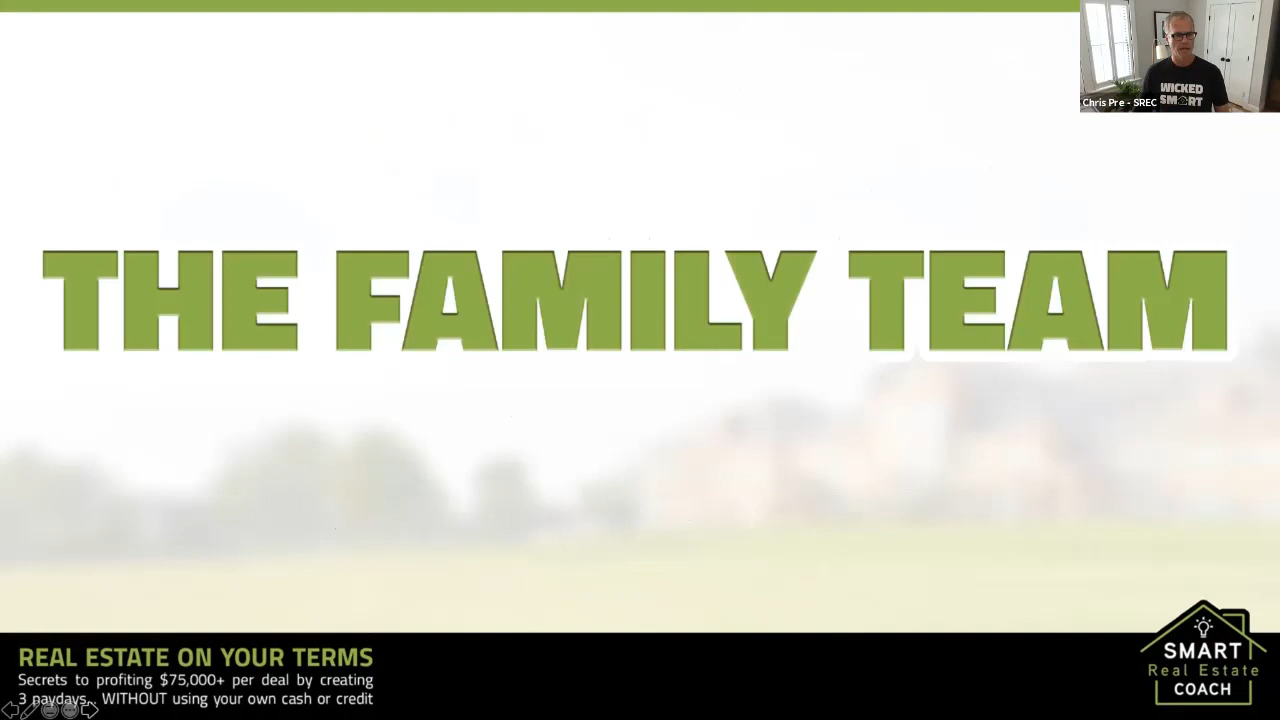 Chris Pre - SREC
WICKED
SMART
THE FAMILY TEAM
REAL ESTATE ON YOUR TERMS
Secrets to profiting $75,000+ per deal by creating
3 paydays... WITHOUT using your own cash or credit
SMART
Real Estate
COACH